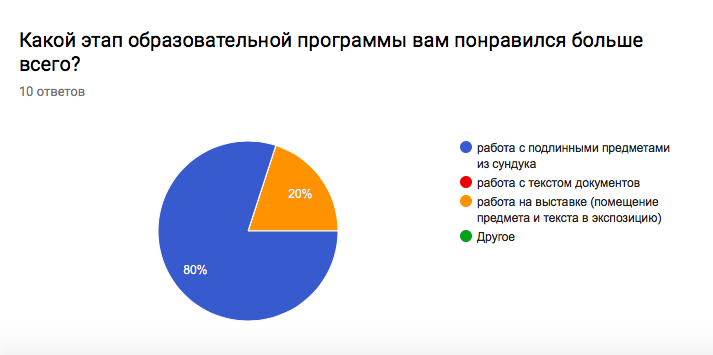 Какой этап образовательной программы вам понравился больше
всего?
10 ответов
20%
80%
работа с подлинными предметами
из сундука
работа с текстом документов
работа на выставке (помещение
предмета и текста в экспозицию)
Другое